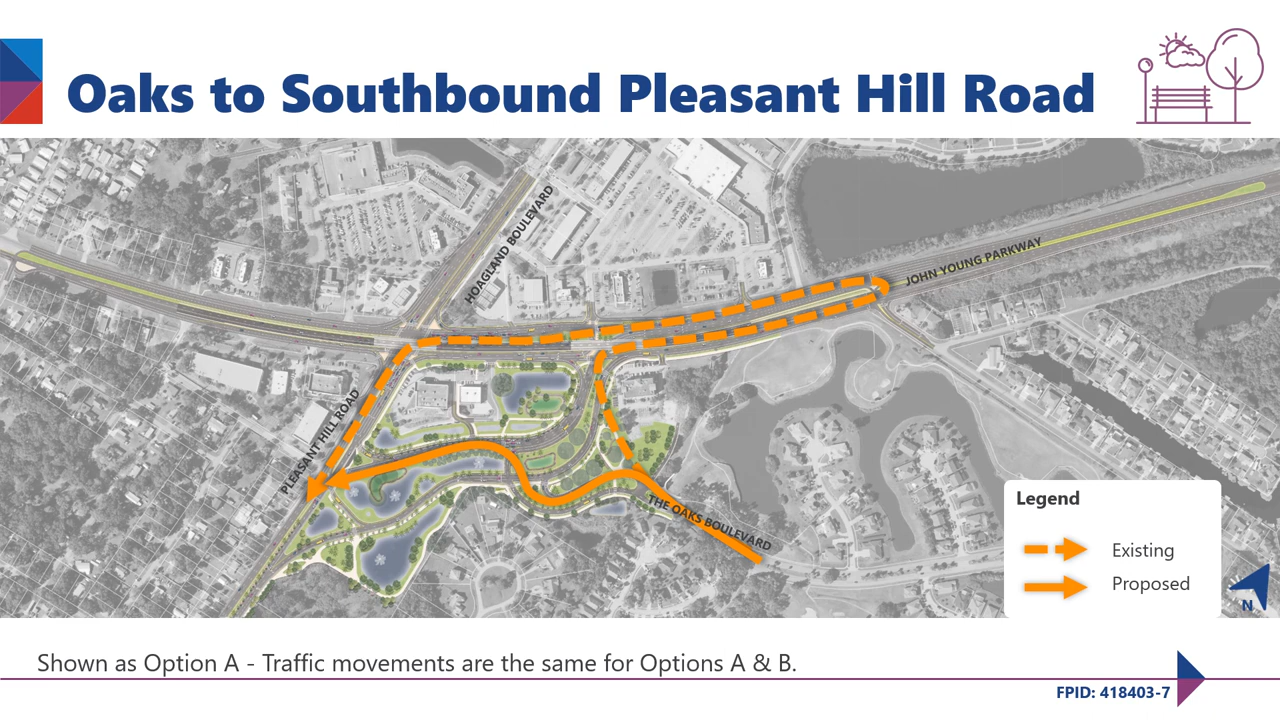 Oaks to Southbound Pleasant Hill Road
HOAGLAND BOULEVARD
JOHN YOUNG PARKWAY
PLEASANT HILL ROAD
THE OAKS BOULEVARD
Legend
Existing
Proposed
N
Shown as Option A - Traffic movements are the same for Options A & B.
FPID: 418403-7